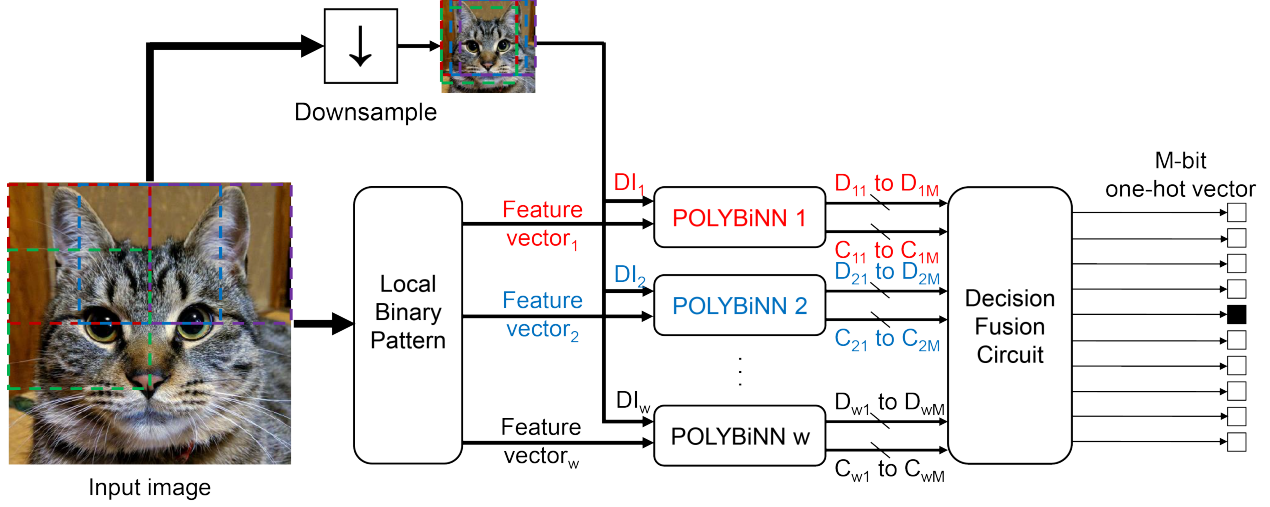 Downsample
M-bit
one-hot vector
DI1
D11 to D1M
Feature
vector1
POLYBiNN 1
C11 to C1M
DI2
D21 to D2M
Local
Binary
Pattern
Feature
vector2
POLYBiNN 2
C21 to C2M
Decision
Fusion
Circuit
DIw
Dw1 to DwM
Feature
vectorw
POLYBiNN w
Cw1 to CwM
Input image